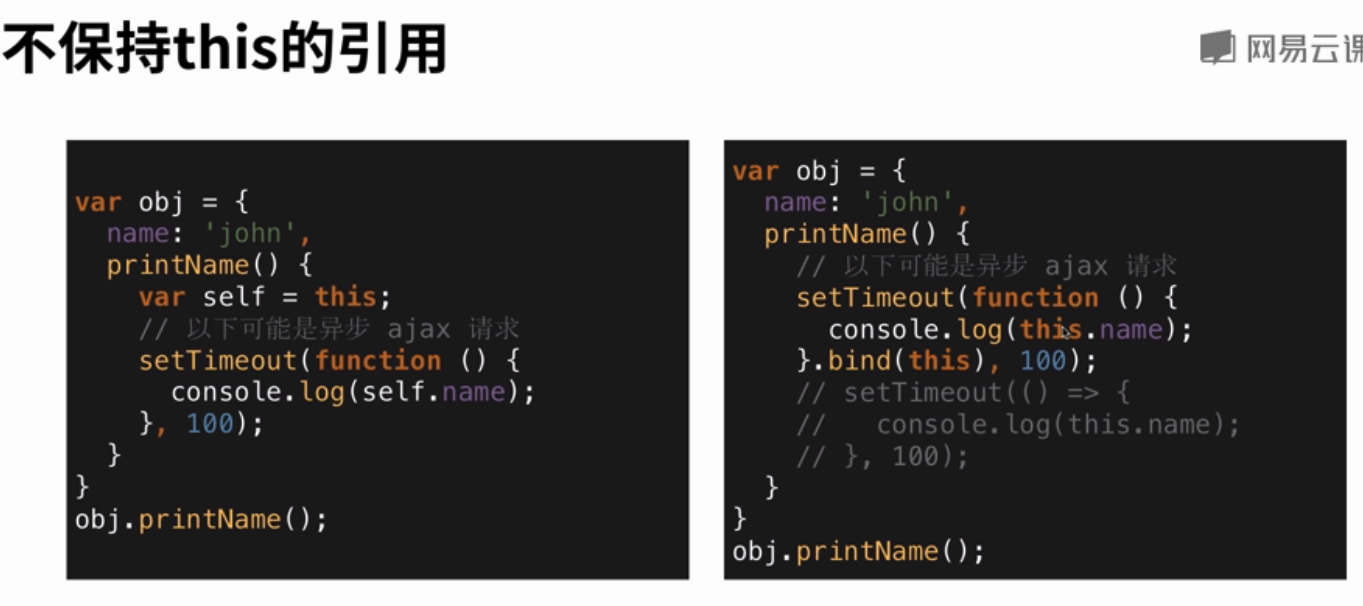 不保持this的引用
网易云课
var obj = {
  name: 'john',
  printName() {
    var self = this;
    // 以下可能是异步 ajax 请求
    setTimeout(function () {
      console.log(self.name);
    }, 100);
  }
}
obj.printName();
var obj = {
  name: 'john',
  printName() {
    // 以下可能是异步 ajax 请求
    setTimeout(function () {
      console.log(this.name);
    }.bind(this), 100);
    // setTimeout(() => {
    //   console.log(this.name);
    // }, 100);
  }
}
obj.printName();